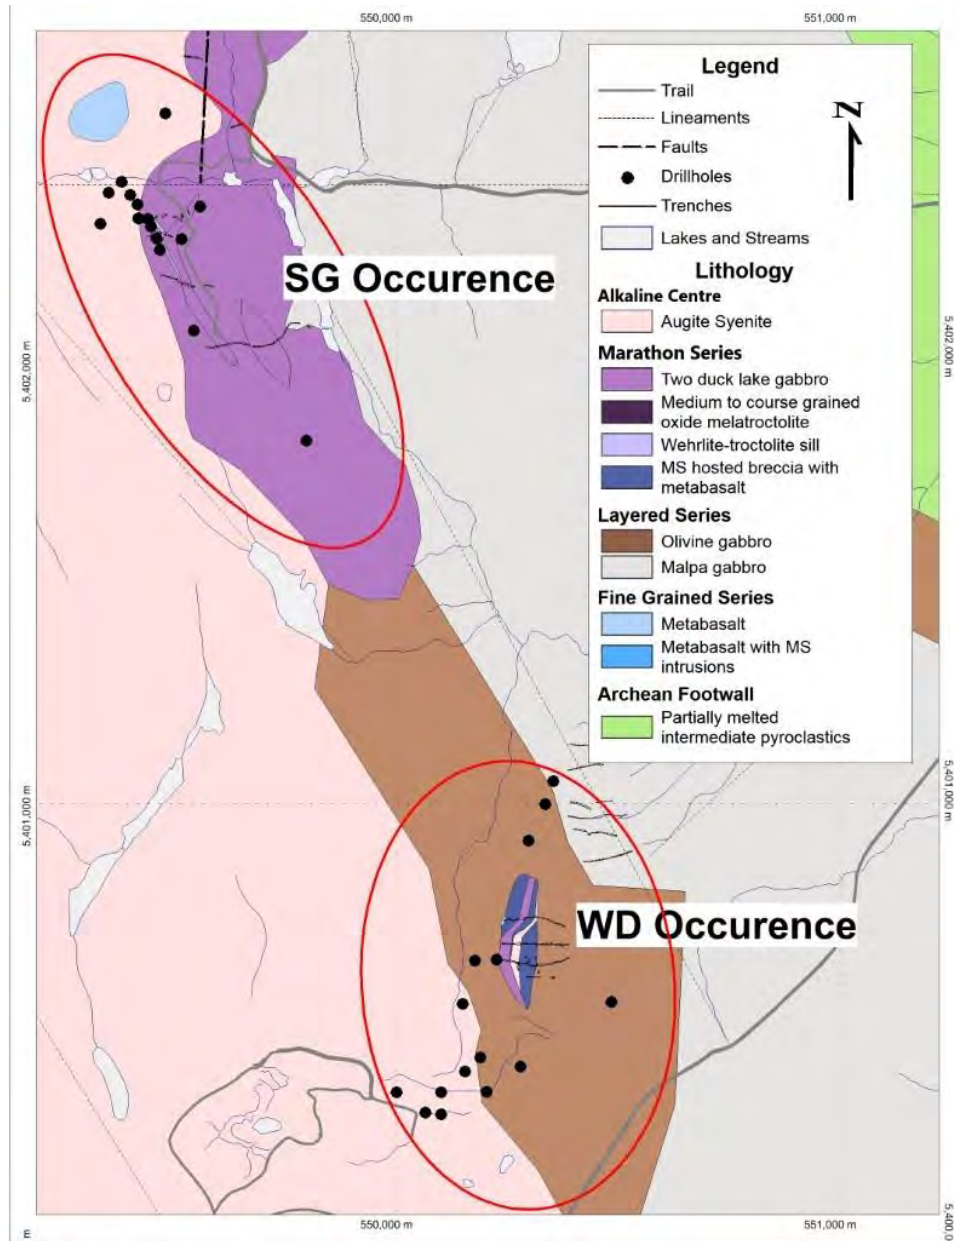 550,000 m
551,000 m
Legend
Trail
Lineaments
Faults
Drillholes
Trenches
Lakes and Streams
N
Lithology
Alkaline Centre
Augite Syenite
Marathon Series
Two duck lake gabbro
Medium to course grained
oxide melatroctolite
Wehrlite-troctolite sill
MS hosted breccia with
metabasalt
Layered Series
Olivine gabbro
Malpa gabbro
Fine Grained Series
Metabasalt
Metabasalt with MS
intrusions
Archean Footwall
Partially melted
intermediate pyroclastics
SG Occurence
5,402,000 m
5,402,000 m
5,401,000 m
5,401,000 m
WD Occurence
m
550,000 m
551,000 m
5,400,0